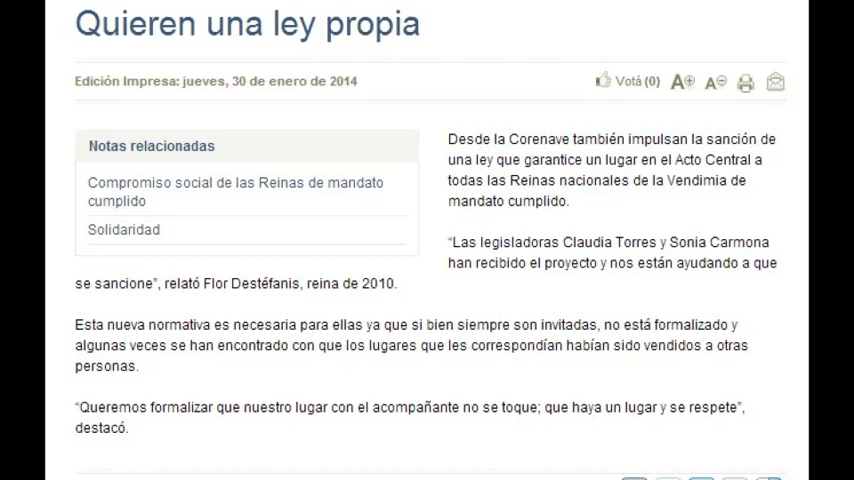 Quieren una ley propia
Edición Impresa: jueves, 30 de enero de 2014
Votá (0) A+ A-
Notas relacionadas
Compromiso social de las Reinas de mandato
cumplido
Solidaridad
Desde la Corenave también impulsan la sanción de
una ley que garantice un lugar en el Acto Central a
todas las Reinas nacionales de la Vendimia de
mandato cumplido.
“Las legisladoras Claudia Torres y Sonia Carmona
han recibido el proyecto y nos están ayudando a que
se sancione”, relató Flor Destéfanis, reina de 2010.
Esta nueva normativa es necesaria para ellas ya que si bien siempre son invitadas, no está formalizado y
algunas veces se han encontrado con que los lugares que les correspondían habían sido vendidos a otras
personas.
“Queremos formalizar que nuestro lugar con el acompañante no se toque; que haya un lugar y se respete”,
destacó.